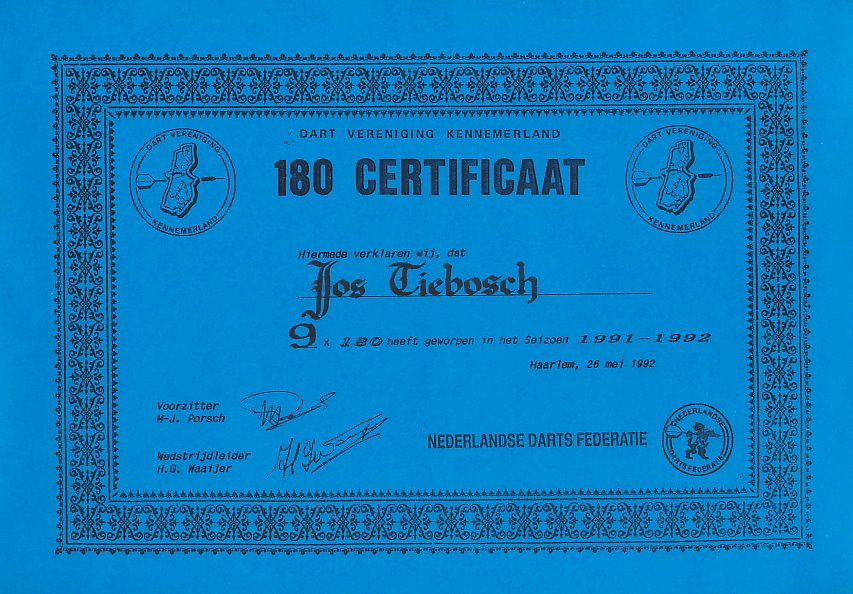 DART VERENIGING KENNEMERLAND
DART VERENIGING
KENNEMERLAND
180 CERTIFICAAT
DART VERENIGING
KENNEMERLAND
Hiermede verklaren wij, dat
Jos Tiebosch
9 x 180 heeft geworpen in het Seizoen 1991-1992
Haarlem, 26 mei 1992
Voorzitter
M-J. Porsch
Wedstrijdleider
H.G. Waaijer
NEDERLANDSE DARTS FEDERATIE
NEDERLANDSE
DARTS FEDERATIE